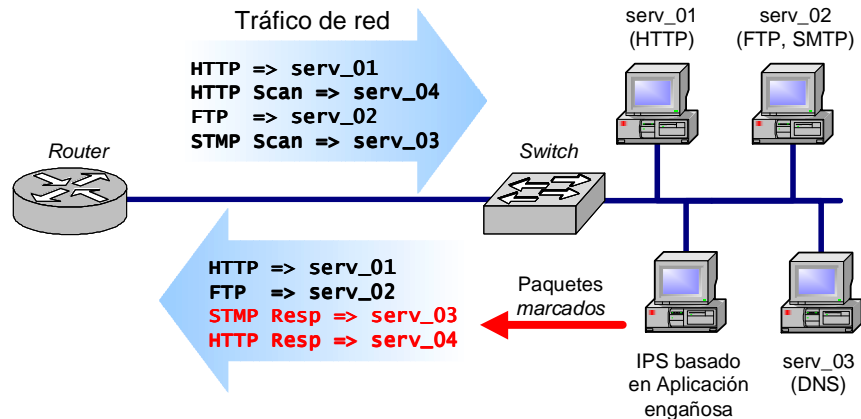 Tráfico de red
HTTP => serv_01
HTTP Scan => serv_04
FTP => serv_02
STMP Scan => serv_03
serv_01
(HTTP)
serv_02
(FTP, SMTP)
Router
Switch
HTTP => serv_01
FTP => serv_02
STMP Resp => serv_03
HTTP Resp => serv_04
Paquetes
marcados
IPS basado
en Aplicación
engañosa
serv_03
(DNS)